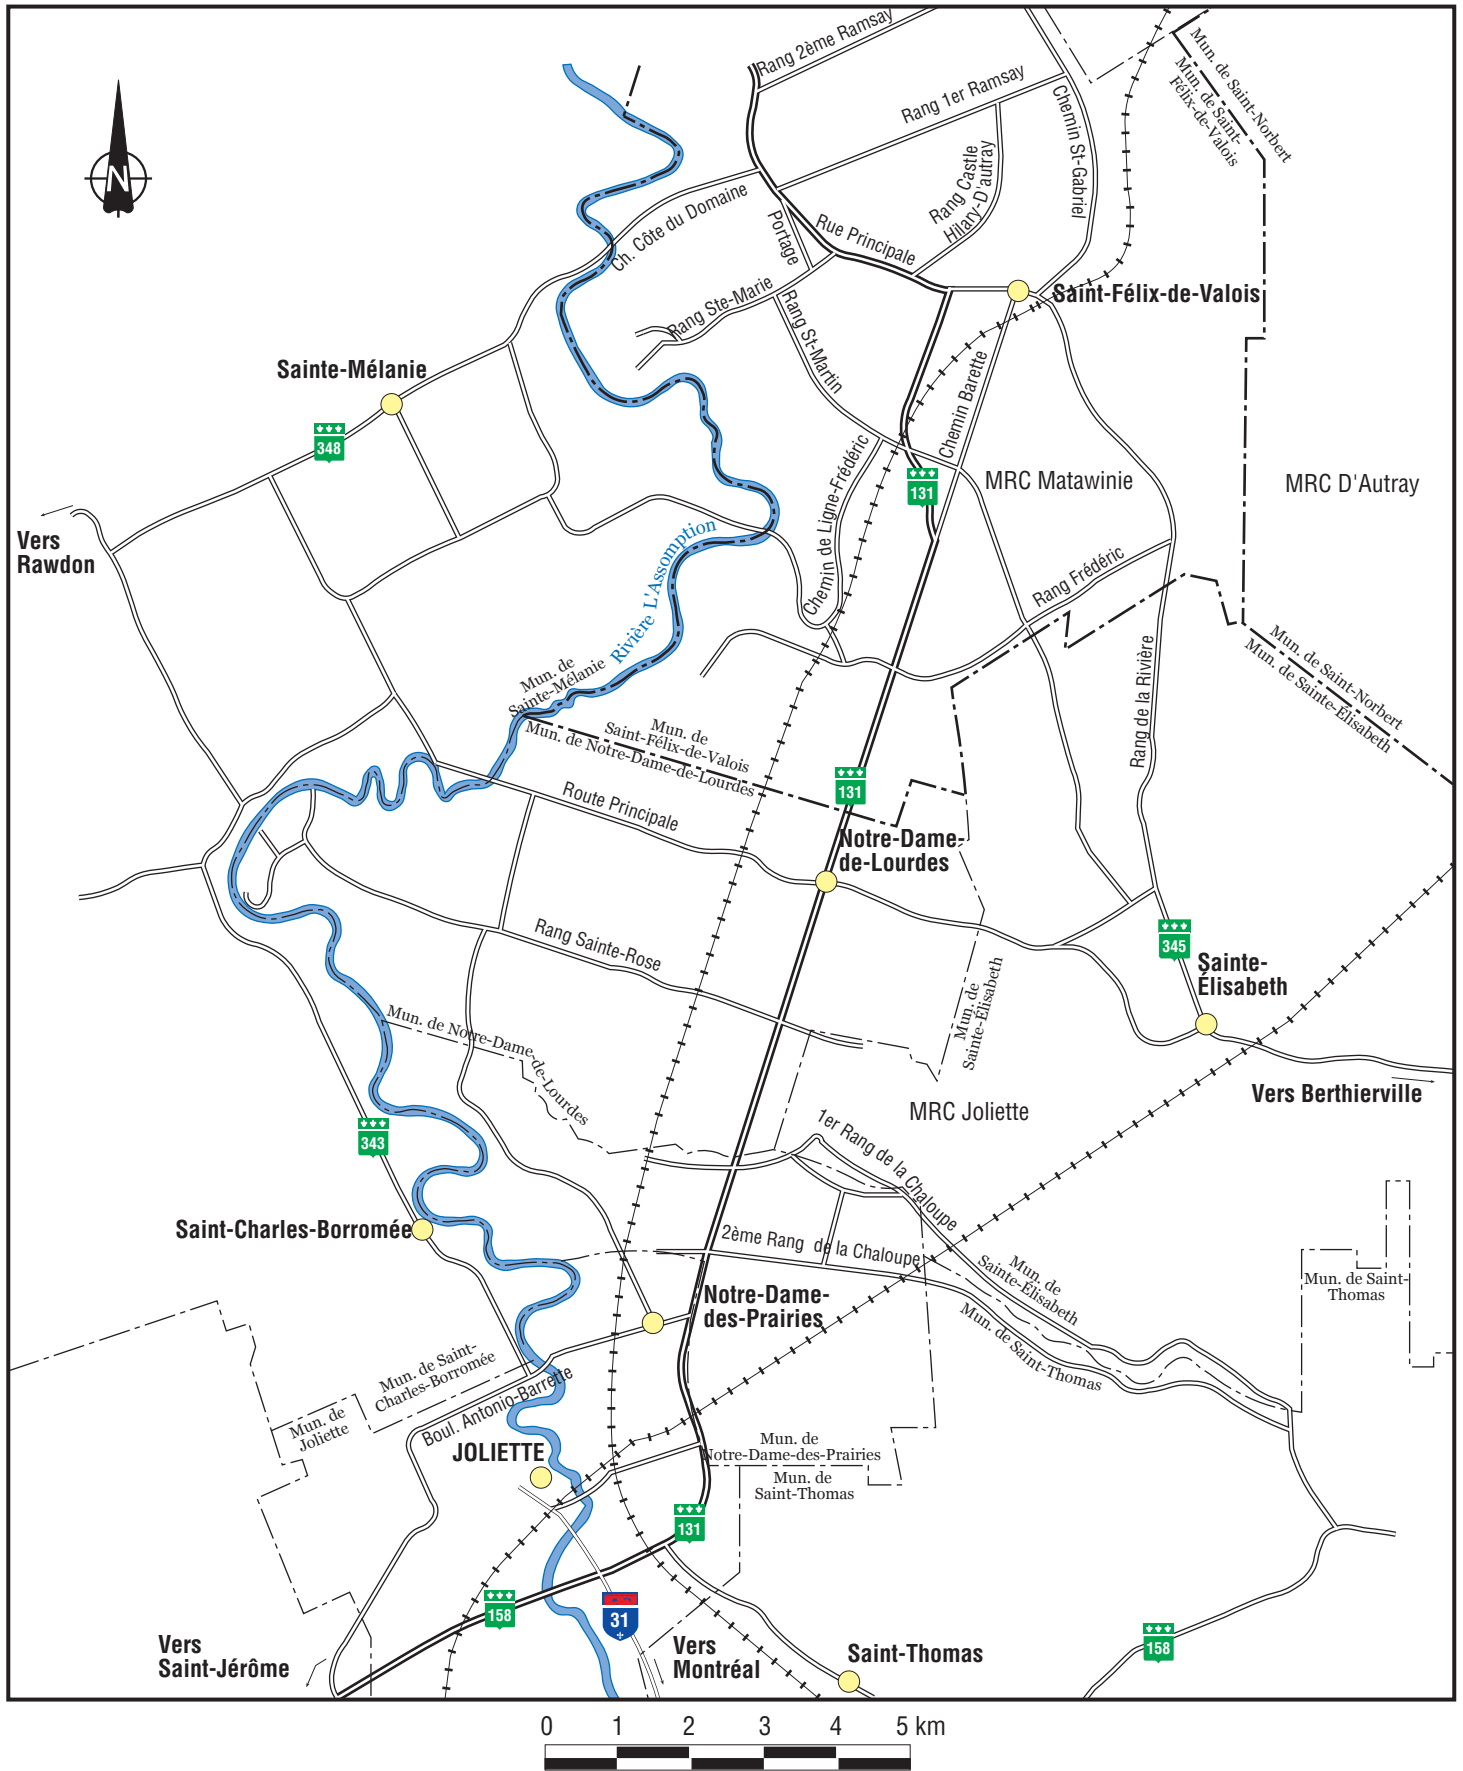 Rang 2ème Ramsay
Rang 1er Ramsay
Mun. de Saint-Norbert
Mun. de Saint-
Félix-de-Valois
Chemin St-Gabriel
Rang Castle
Hilary-D'autray
N
Ch. Côte du Domaine
Portage
Rue Principale
Saint-Félix-de-Valois
Rang Ste-Marie
Rang St-Martin
Sainte-Mélanie
348
Chemin Barette
Chemin de Ligne-Frédéric
131
MRC Matawinie
MRC D'Autray
Vers
Rawdon
Rivière L'Assomption
Rang Frédéric
Mun. de
Sainte-Mélanie
Rang de la Rivière
Mun. de Saint-Norbert
Mun. de Sainte-Élisabeth
Mun. de
Saint-Félix-de-Valois
Mun. de Notre-Dame-de-Lourdes
131
Route Principale
Notre-Dame-
de-Lourdes
Rang Sainte-Rose
345
Sainte-
Élisabeth
Mun. de
Sainte-Élisabeth
Mun. de Notre-Dame-de-Lourdes
Vers Berthierville
MRC Joliette
343
1er Rang de la Chaloupe
Saint-Charles-Borromée
2ème Rang de la Chaloupe
Mun. de
Sainte-Élisabeth
Mun. de Saint-
Thomas
Notre-Dame-
des-Prairies
Mun. de Saint-Thomas
Mun. de Saint-
Charles-Borromée
Mun. de
Joliette
Boul. Antonio-Barrette
JOLIETTE
Mun. de
Notre-Dame-des-Prairies
Mun. de
Saint-Thomas
131
158
31
Vers
Saint-Jérôme
Vers
Montréal
Saint-Thomas
158
0 1 2 3 4 5 km